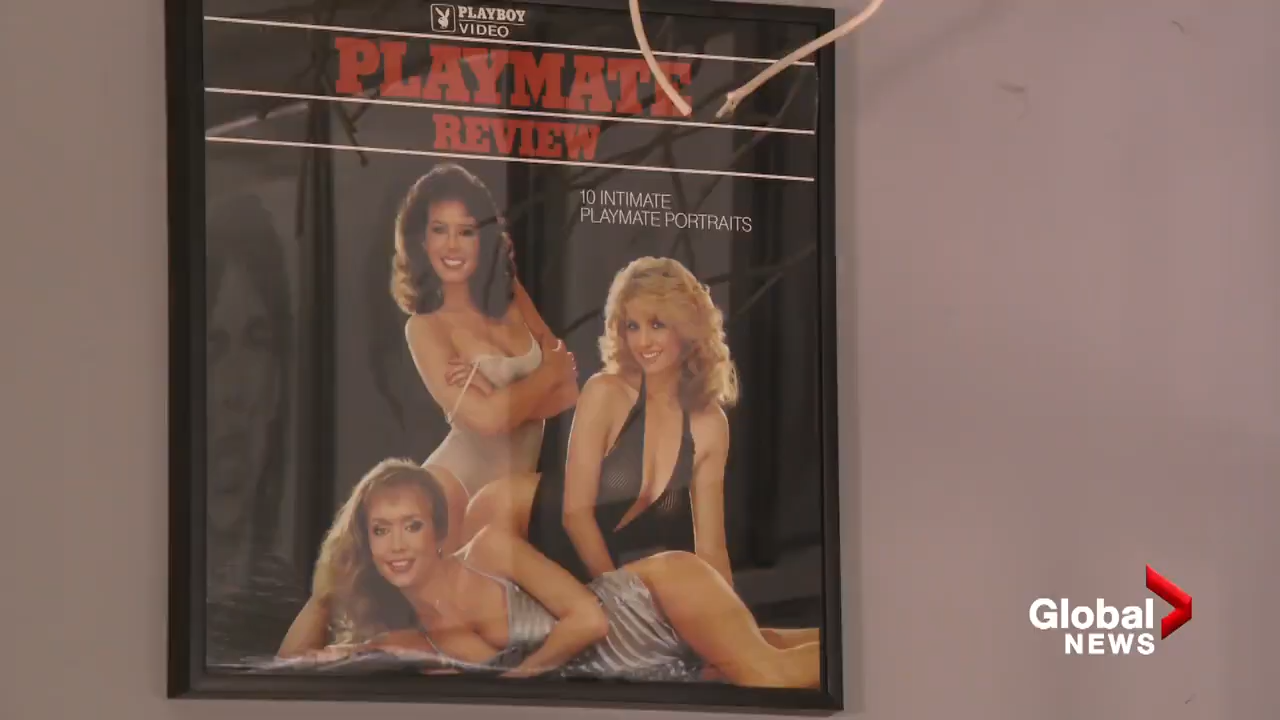 PLAYBOY
VIDEO
PLAYMATE
REVIEW
10 INTIMATE
PLAYMATE PORTRAITS
Global
NEWS